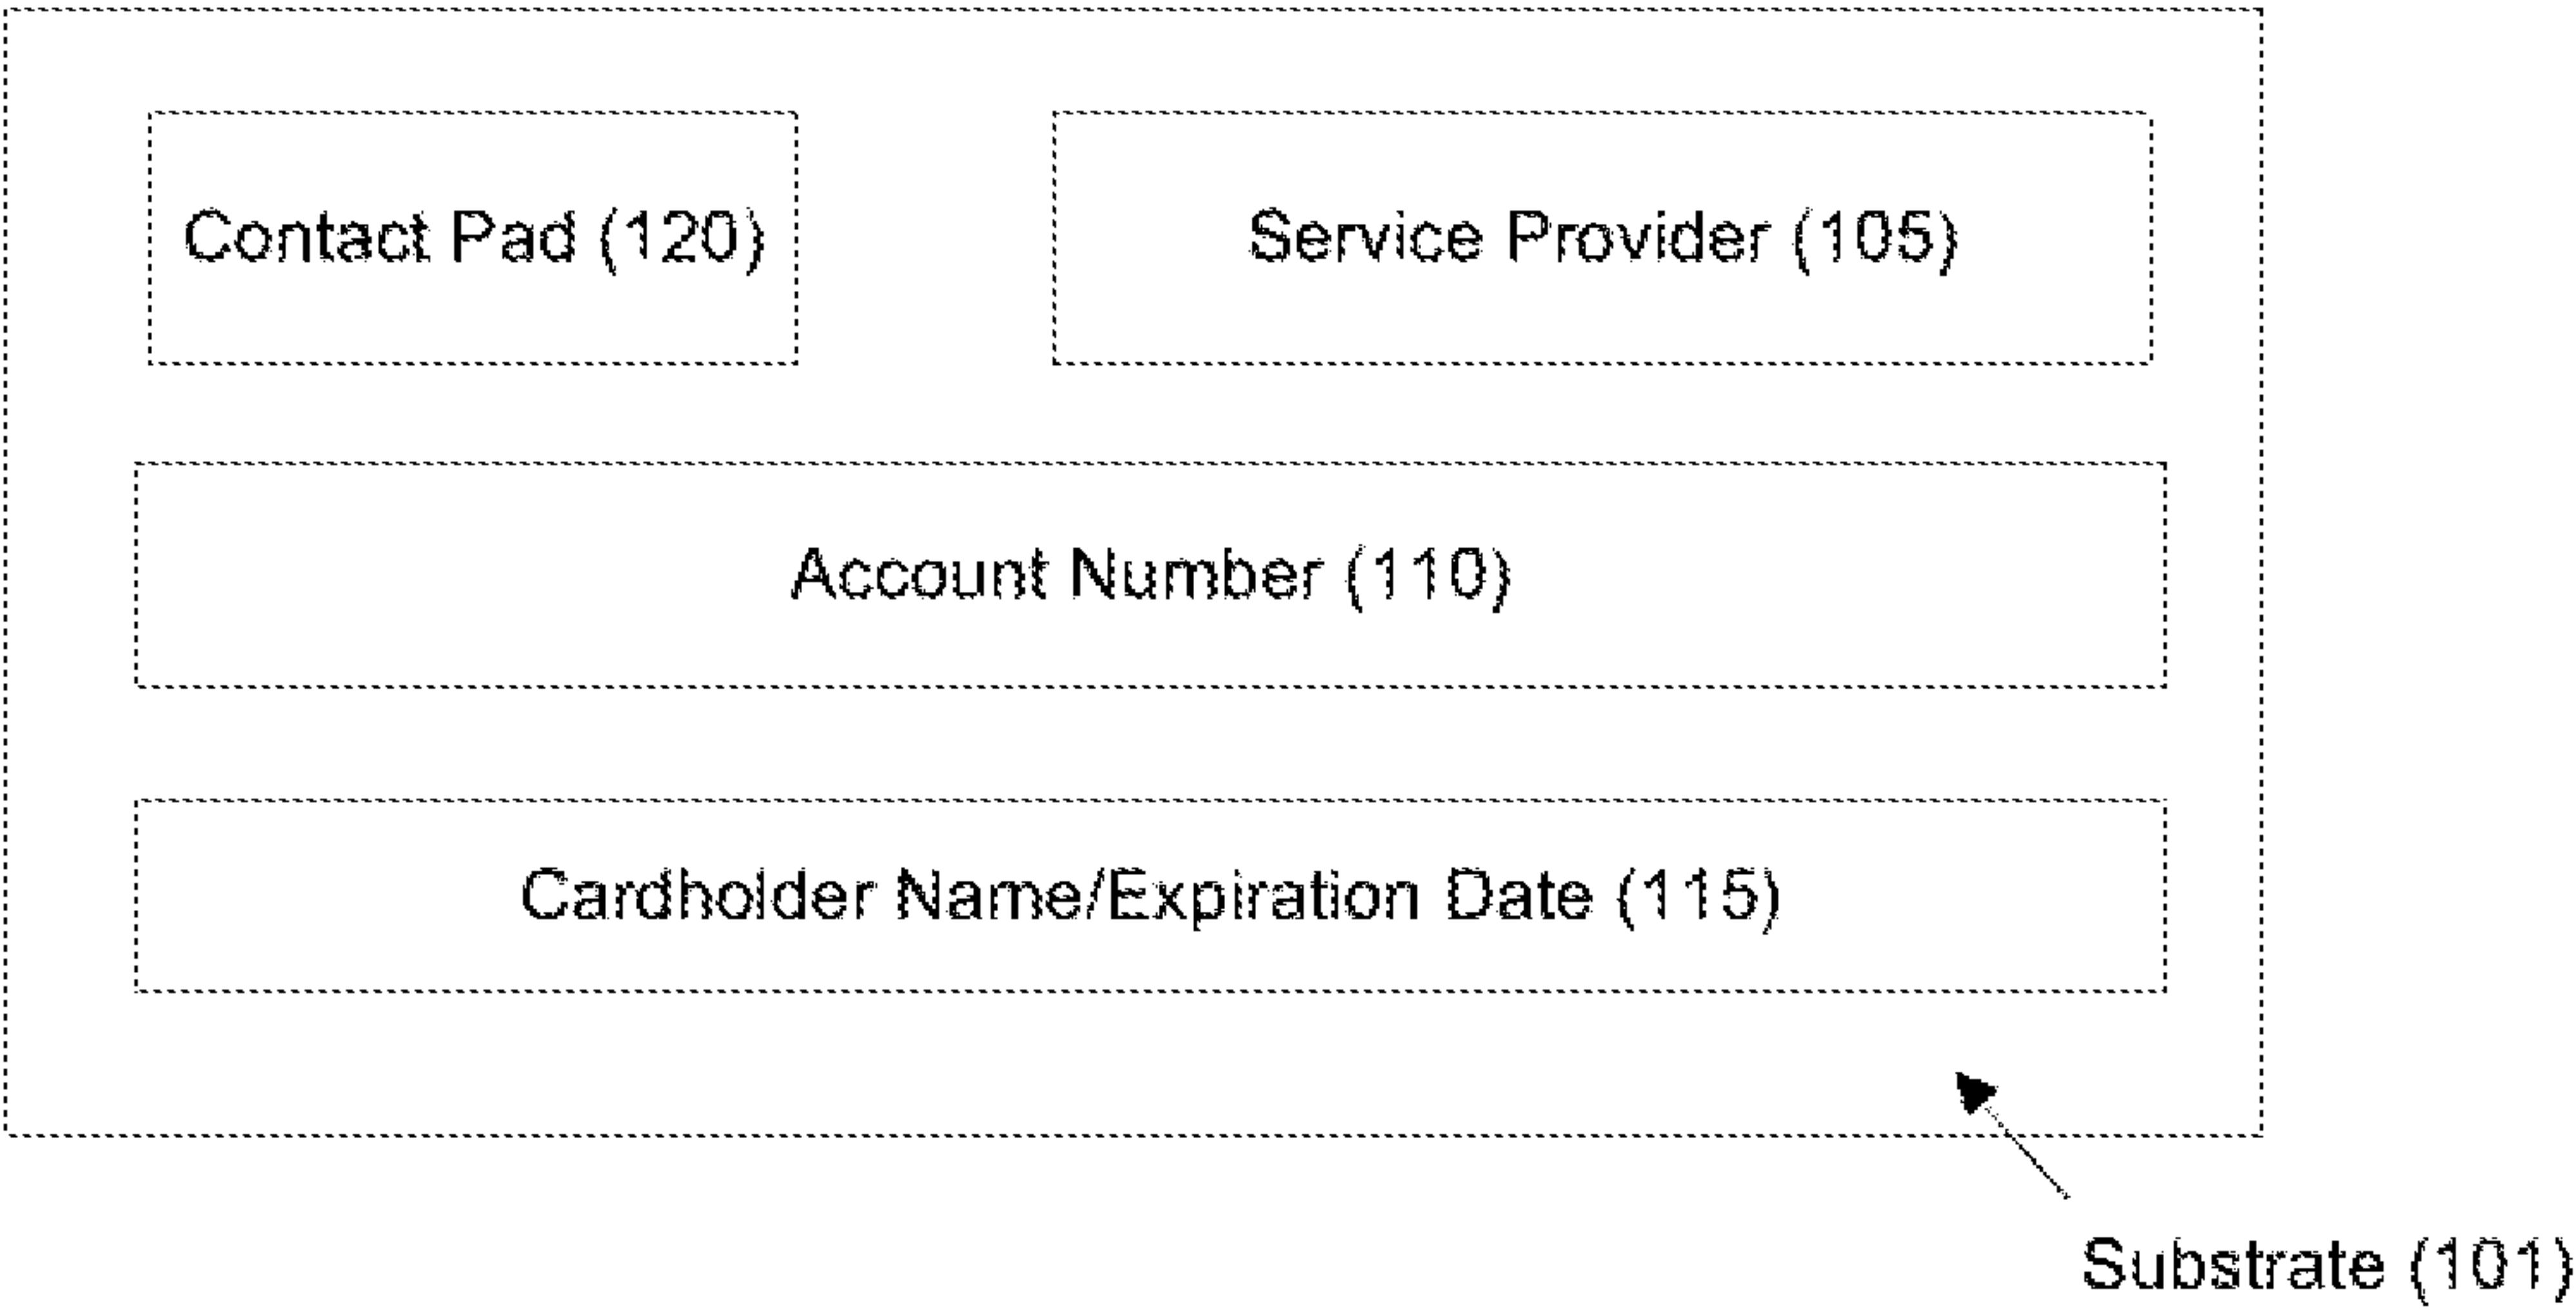 Contact Pad (120)
Service Provider (105)
Account Number (110)
Cardholder Name/Expiration Date (115)
Substrate (101)